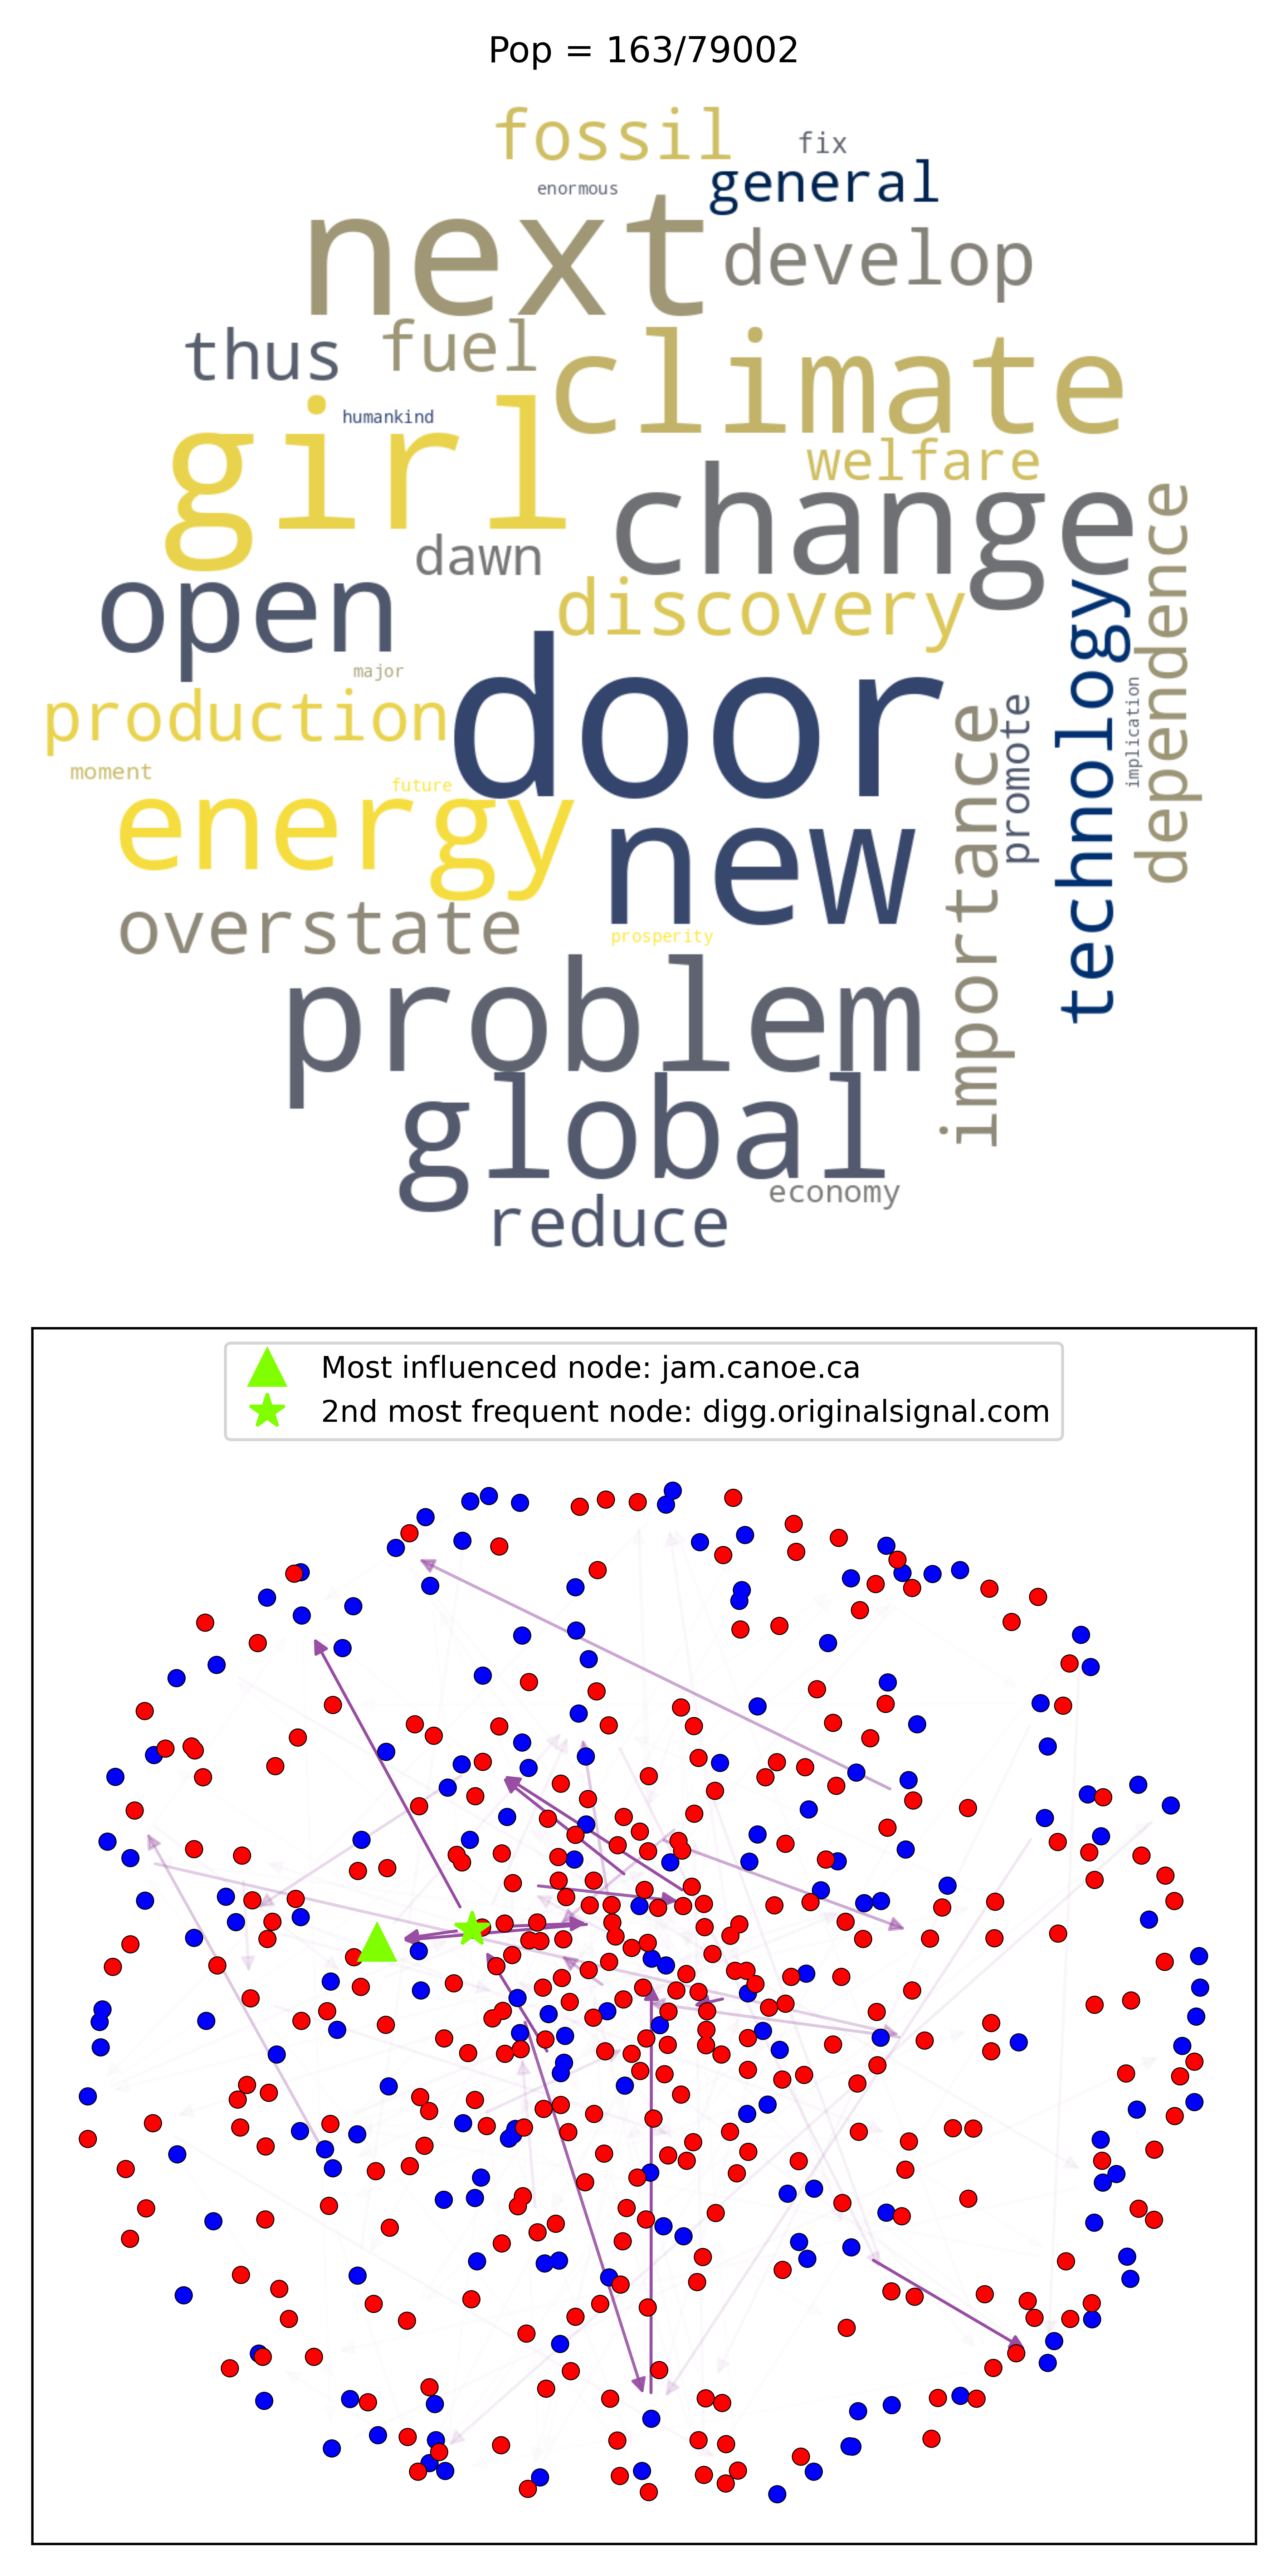 Pop = 163/79002
fossil
fix
enormous
general
next
develop
thus
fuel
climate
humankind
girl
welfare
change
dependence
dawn
open
discovery
technology
major
door
production
importance
promote
implication
moment
future
energy
new
overstate
prosperity
problem
global
economy
reduce
Most influenced node: jam.canoe.ca
2nd most frequent node: digg.originalsignal.com